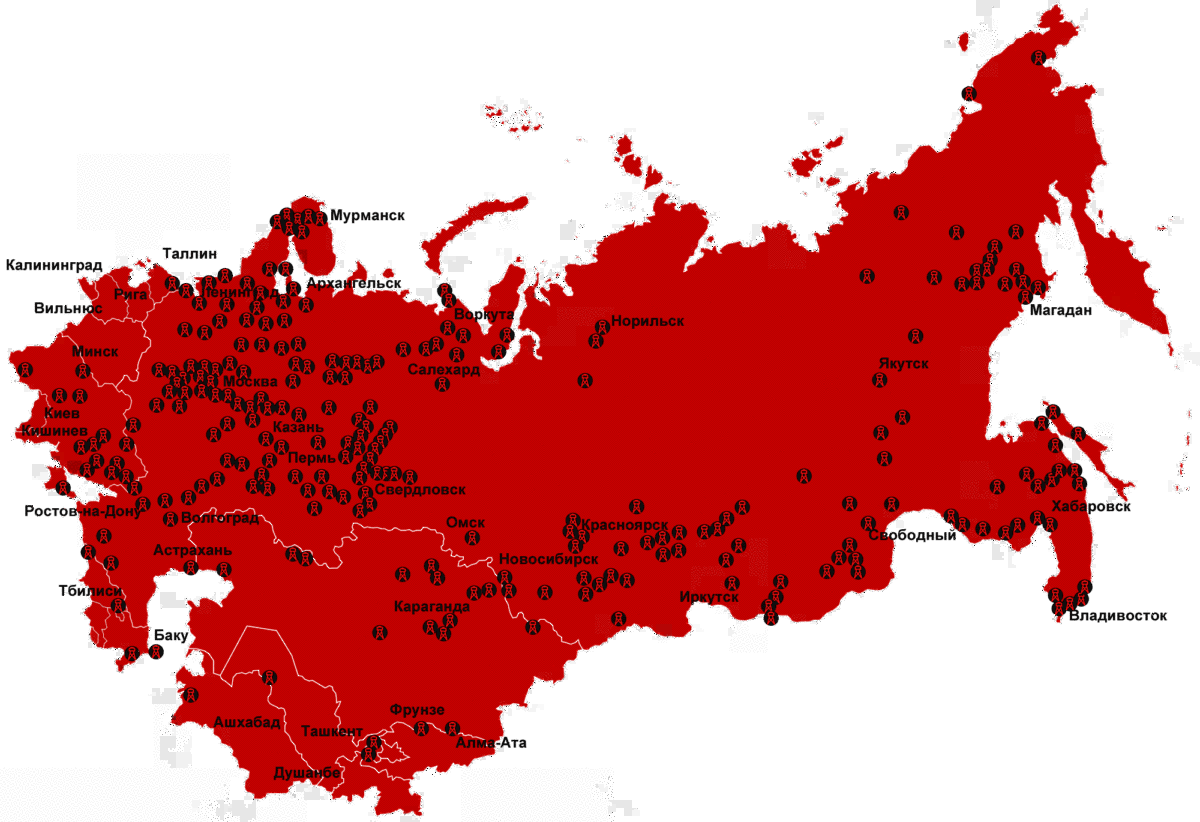 Мурманск
Таллин
Калининград
Архангельск
Рига
Ленинград
Вильнюс
Магадан
Воркута
Норильск
Минск
Якутск
Салехард
Москва
Киев
Казань
Кишинев
Пермь
Свердловск
Хабаровск
Ростов-на-Дону
Волгоград
Омск
Красноярск
Свободный
Астрахань
Новосибирск
Тбилиси
Иркутск
Караганда
Владивосток
Баку
Фрунзе
Ашхабад
Ташкент
Алма-Ата
Душанбе